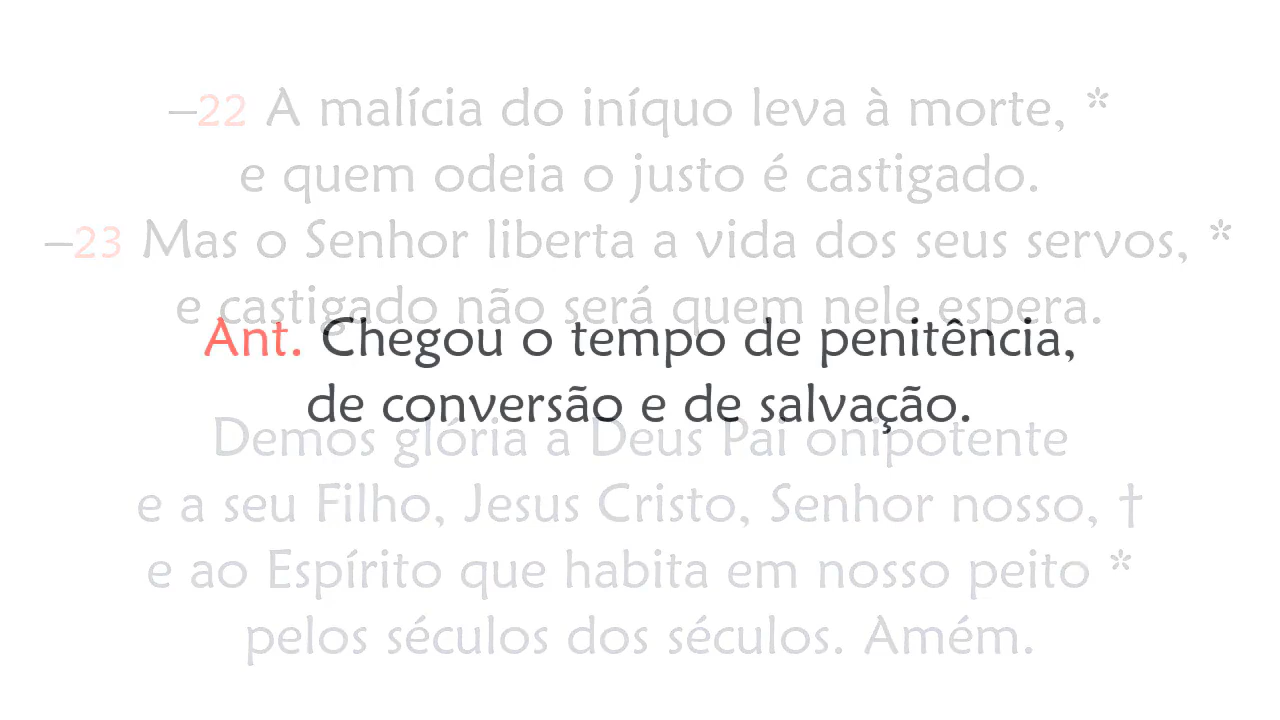 –22 A malícia do iníquo leva à morte, *
e quem odeia o justo é castigado.
–23 Mas o Senhor liberta a vida dos seus servos, *
e castigado não será quem nele espera.
Ant. Chegou o tempo de penitência,
de conversão e de salvação.
Demos glória a Deus Pai onipotente
e a seu Filho, Jesus Cristo, Senhor nosso, †
e ao Espírito que habita em nosso peito *
pelos séculos dos séculos. Amém.